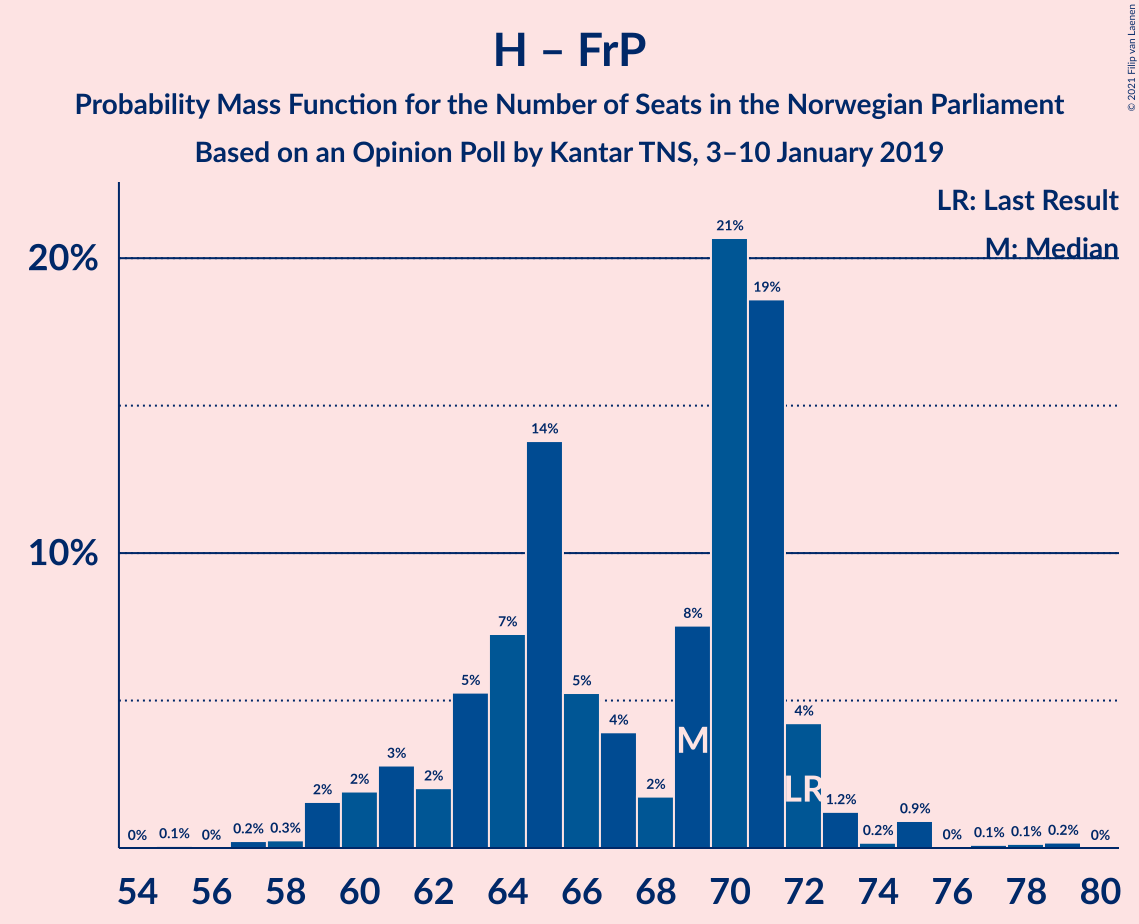 H – FrP
Probability Mass Function for the Number of Seats in the Norwegian Parliament
Based on an Opinion Poll by Kantar TNS, 3–10 January 2019
© 2021 Filip van Laenen
LR: Last Result
M: Median
20%
10%
0% 0.1% 0% 0.2% 0.3% 2% 2% 3% 2% 5% 7% 14% 5% 4% 2% 8% 21% 19% 4% 1.2% 0.2% 0.9% 0% 0.1% 0.1% 0.2% 0%
M
LR
54 56 58 60 62 64 66 68 70 72 74 76 78 80